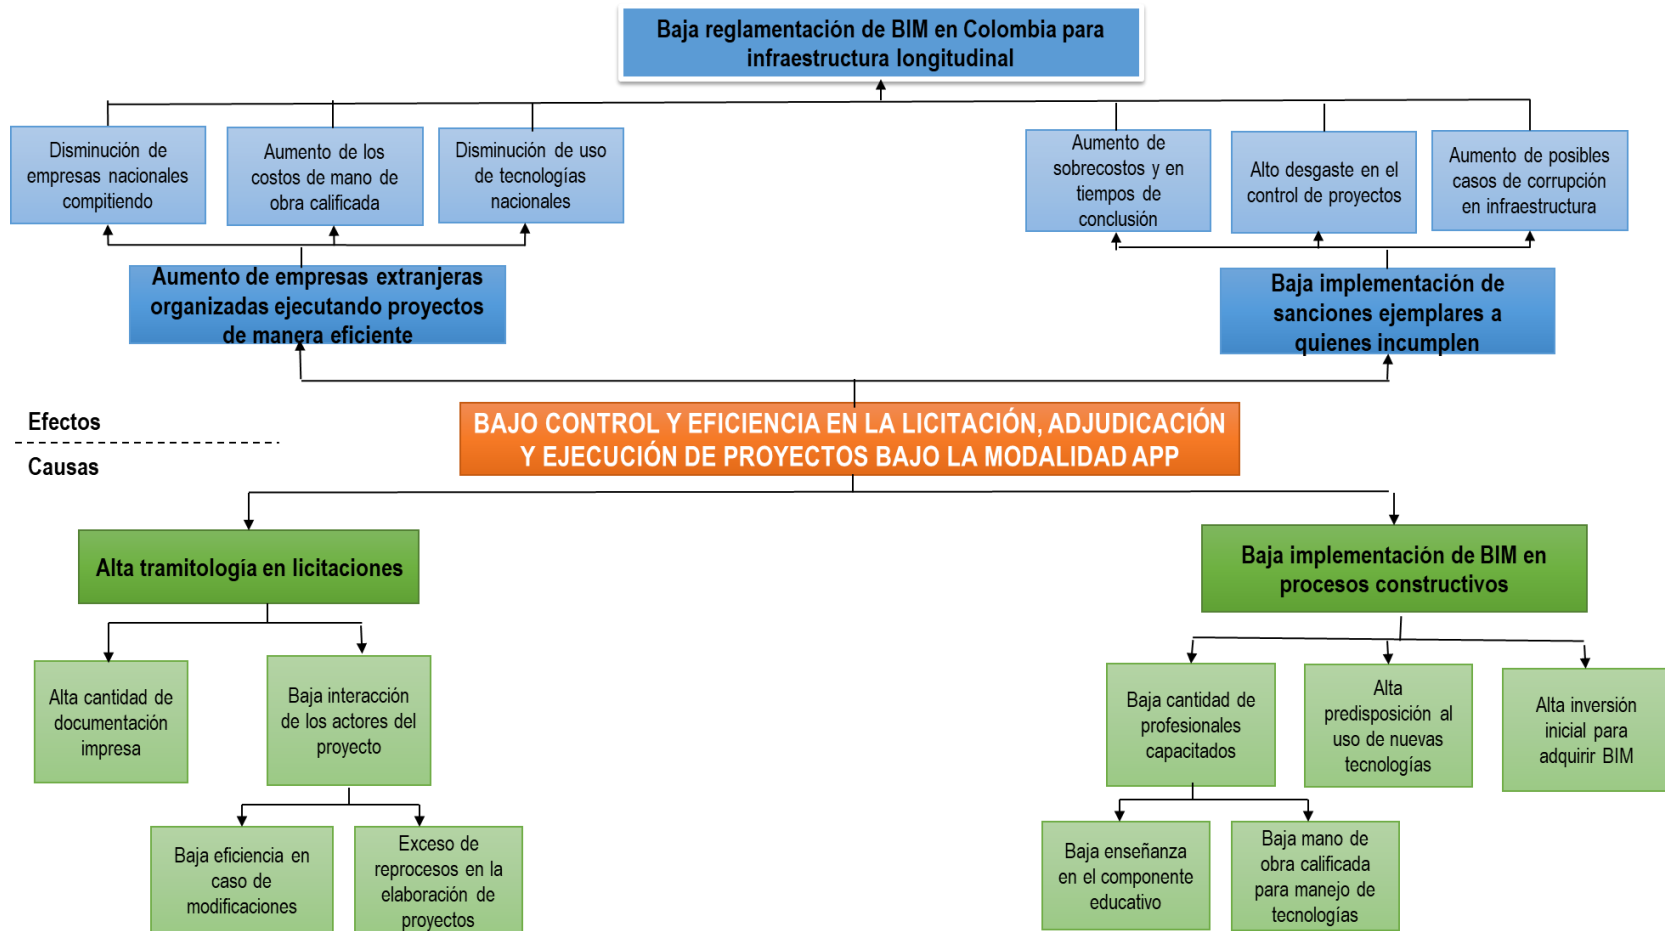 Baja reglamentación de BIM en Colombia para
infraestructura longitudinal
Disminución de
empresas nacionales
compitiendo
Aumento de los
costos de mano de
obra calificada
Disminución de uso
de tecnologías
nacionales
Aumento de
sobrecostos y en
tiempos de
conclusión
Alto desgaste en el
control de proyectos
Aumento de posibles
casos de corrupción
en infraestructura
Aumento de empresas extranjeras
organizadas ejecutando proyectos
de manera eficiente
Baja implementación de
sanciones ejemplares a
quienes incumplen
Efectos
Causas
BAJO CONTROL Y EFICIENCIA EN LA LICITACIÓN, ADJUDICACIÓN
Y EJECUCIÓN DE PROYECTOS BAJO LA MODALIDAD APP
Alta tramitología en licitaciones
Baja implementación de BIM en
procesos constructivos
Alta cantidad de
documentación
impresa
Baja interacción
de los actores del
proyecto
Baja cantidad de
profesionales
capacitados
Alta
predisposición al
uso de nuevas
tecnologías
Alta inversión
inicial para
adquirir BIM
Baja eficiencia en
caso de
modificaciones
Exceso de
reprocesos en la
elaboración de
proyectos
Baja enseñanza
en el componente
educativo
Baja mano de
obra calificada
para manejo de
tecnologías